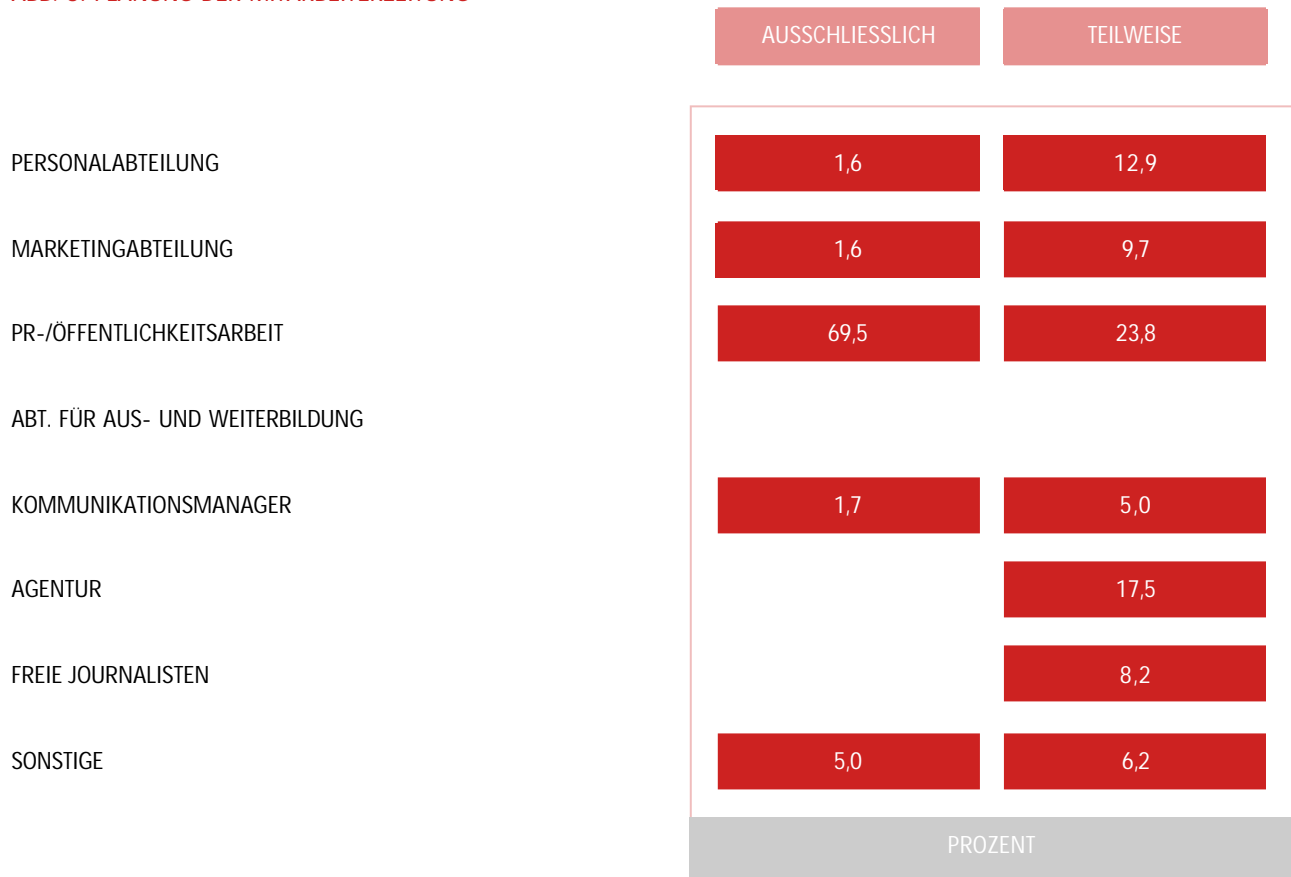 AUSSCHLIESSLICH TEILWEISE
PERSONALABTEILUNG 1,6 12,9
MARKETINGABTEILUNG 1,6 9,7
PR-/ÖFFENTLICHKEITSARBEIT 69,5 23,8
ABT. FÜR AUS- UND WEITERBILDUNG
KOMMUNIKATIONSMANAGER 1,7 5,0
AGENTUR 17,5
FREIE JOURNALISTEN 8,2
SONSTIGE 5,0 6,2
PROZENT